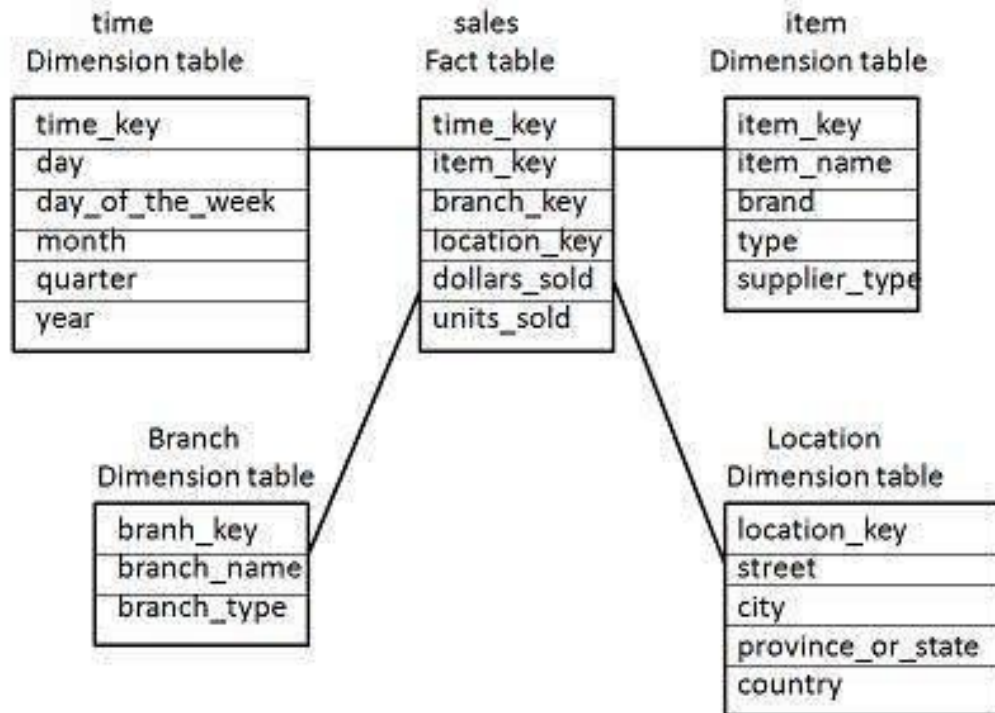 time
Dimension table
time_key
day
day_of_the_week
month
quarter
year
sales
Fact table
time_key
item_key
branch_key
location_key
dollars_sold
units_sold
item
Dimension table
item_key
item_name
brand
type
supplier_type
Branch
Dimension table
branh_key
branch_name
branch_type
Location
Dimension table
location_key
street
city
province_or_state
country